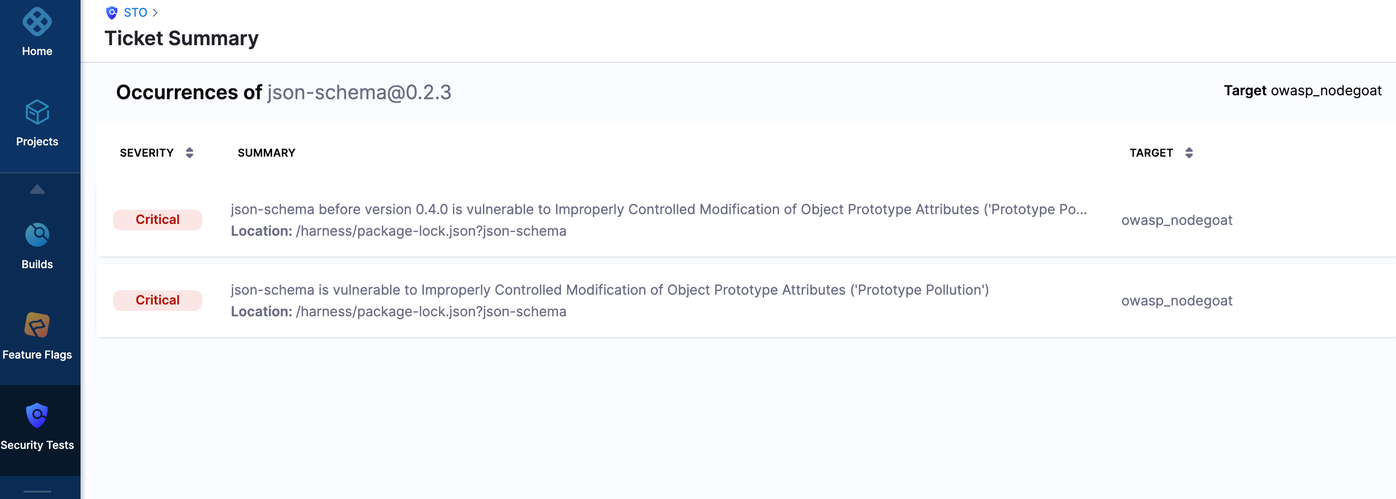 Home
Projects
Builds
Feature Flags
Security Tests
STO >
Ticket Summary
Occurrences of json-schema@0.2.3
Target owasp_nodegoat
SEVERITY SUMMARY TARGET
Critical
json-schema before version 0.4.0 is vulnerable to Improperly Controlled Modification of Object Prototype Attributes ('Prototype Po...
Location: /harness/package-lock.json?json-schema
owasp_nodegoat
Critical
json-schema is vulnerable to Improperly Controlled Modification of Object Prototype Attributes ('Prototype Pollution')
Location: /harness/package-lock.json?json-schema
owasp_nodegoat